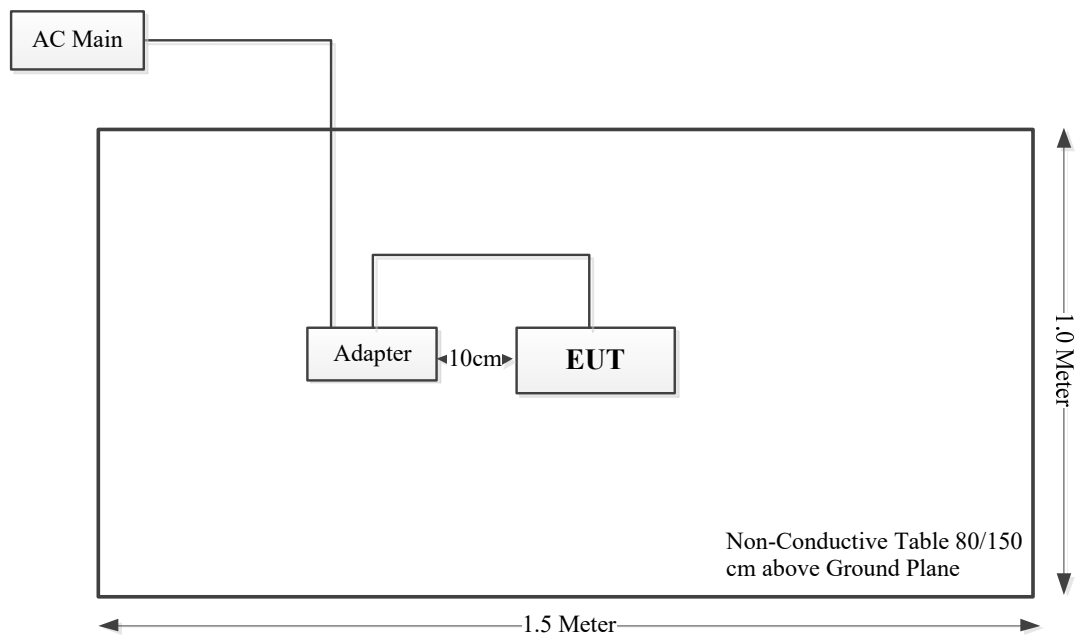 AC Main
Adapter
10cm
EUT
1.0 Meter
Non-Conductive Table 80/150
cm above Ground Plane
1.5 Meter